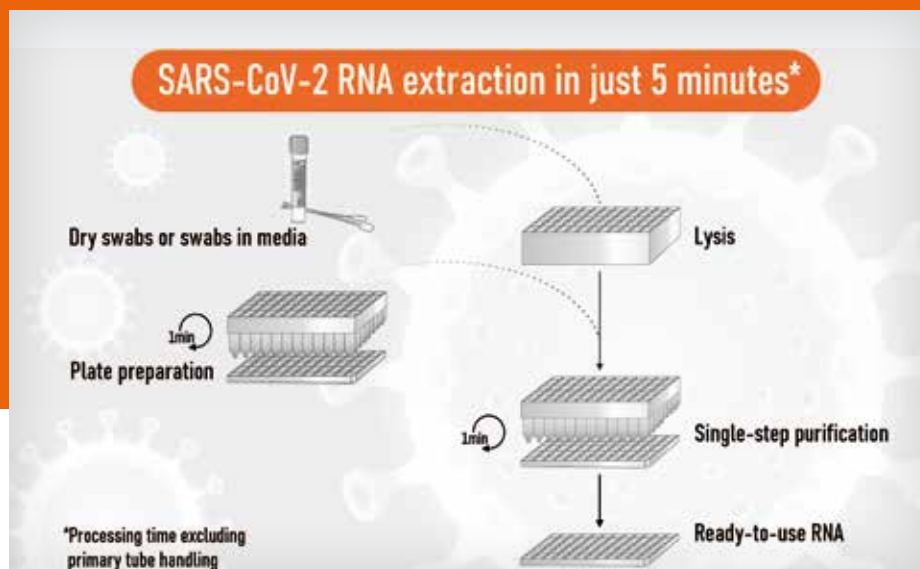 SARS-CoV-2 RNA extraction in just 5 minutes*
Dry swabs or swabs in media
Lysis
1min
Plate preparation
1min
Single-step purification
Ready-to-use RNA
*Processing time excluding
primary tube handling